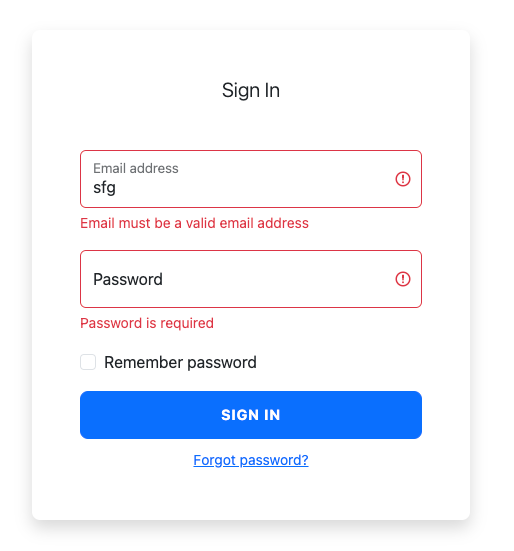 Sign In
Email address
sfg
Email must be a valid email address
Password
Password is required
Remember password
SIGN IN
Forgot password?